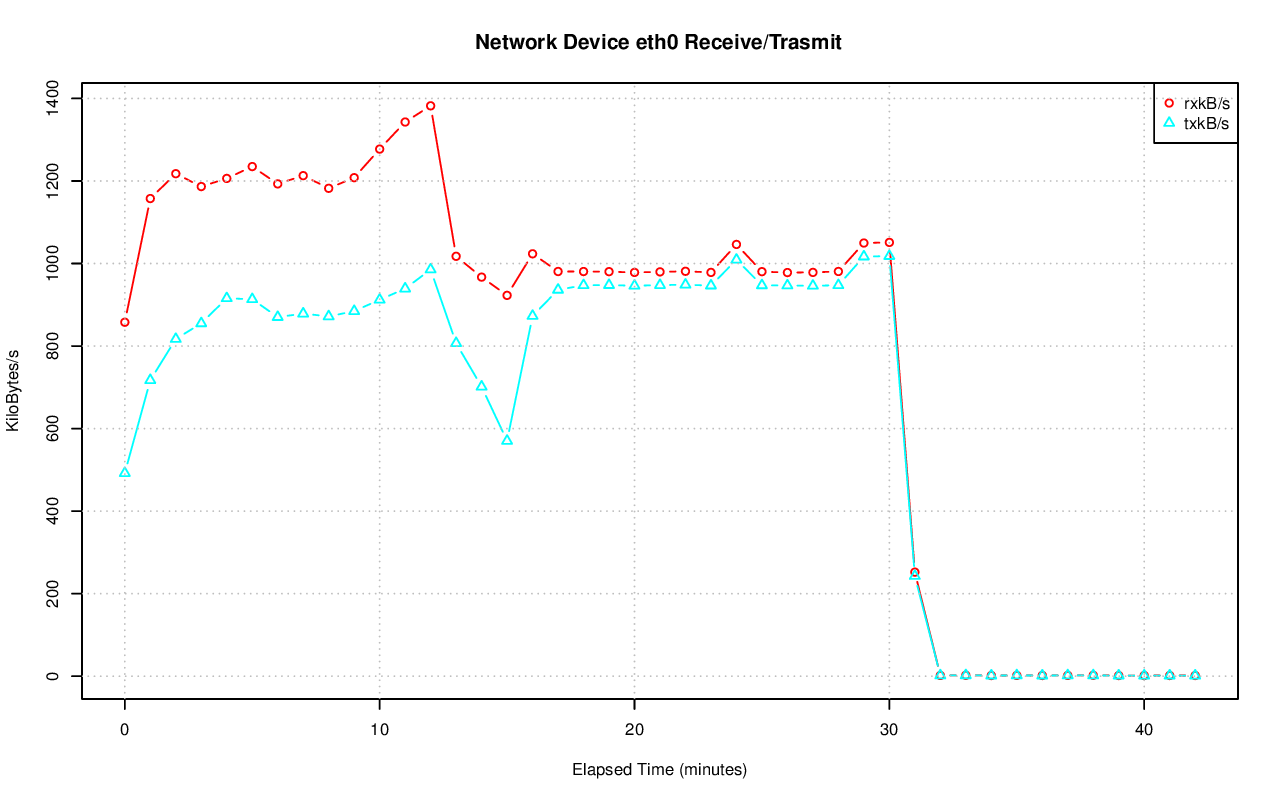 Network Device eth0 Receive/Trasmit
rxkB/s
txkB/s
KiloBytes/s
1400
1200
1000
800
600
400
200
0
0 10 20 30 40
Elapsed Time (minutes)